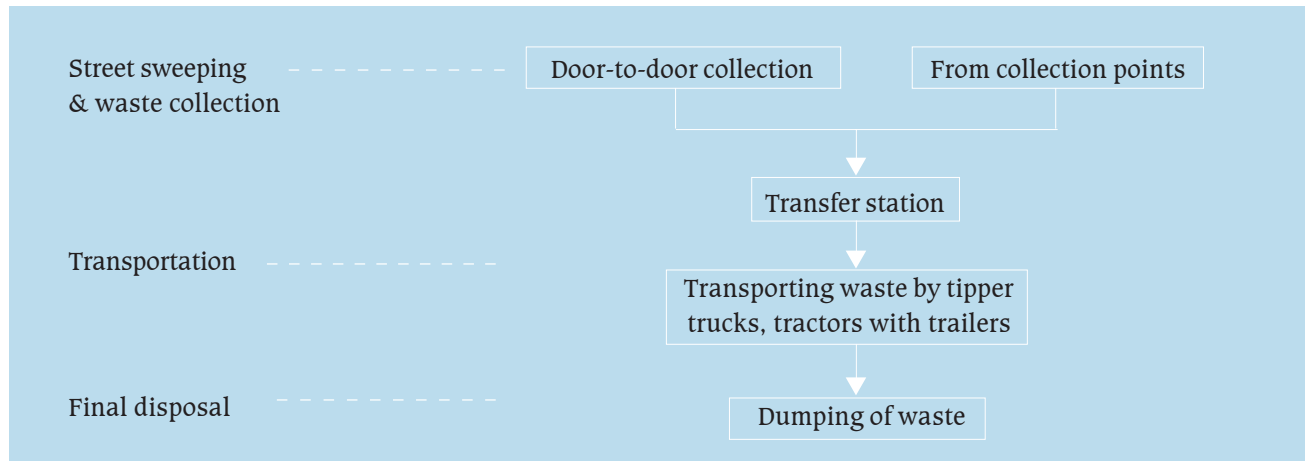 Street sweeping
& waste collection
Door-to-door collection
From collection points
Transfer station
Transportation
Transporting waste by tipper
trucks, tractors with trailers
Final disposal
Dumping of waste